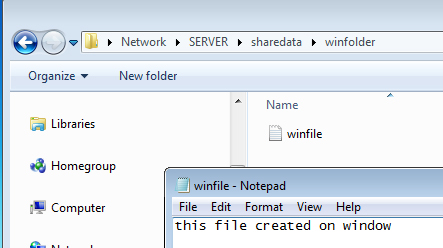 Network SERVER sharedata winfolder
Organize New folder
Name
Libraries
winfile
Homegroup
Computer
winfile - Notepad
File Edit Format View Help
this file created on window